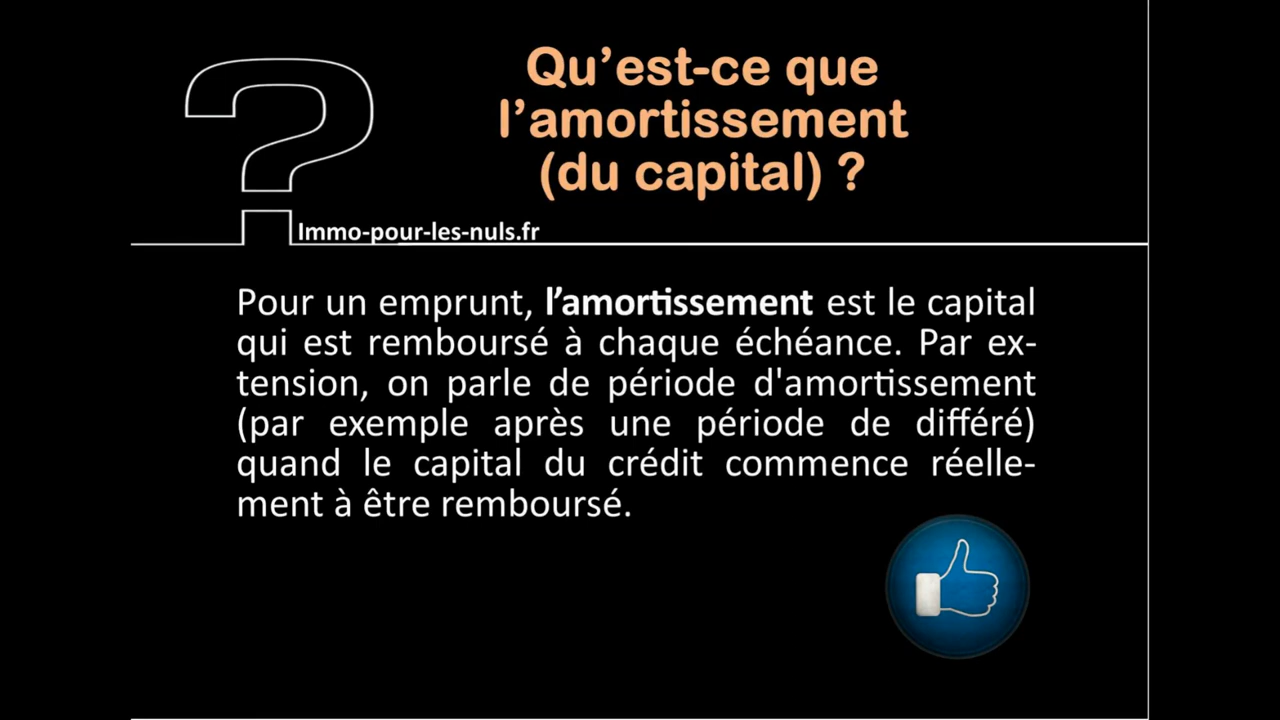 Qu’est-ce que
l’amortissement
(du capital) ?
Immo-pour-les-nuls.fr
Pour un emprunt, l’amortissement est le capital
qui est remboursé à chaque échéance. Par ex-
tension, on parle de période d'amortissement
(par exemple après une période de différé)
quand le capital du crédit commence réelle-
ment à être remboursé.